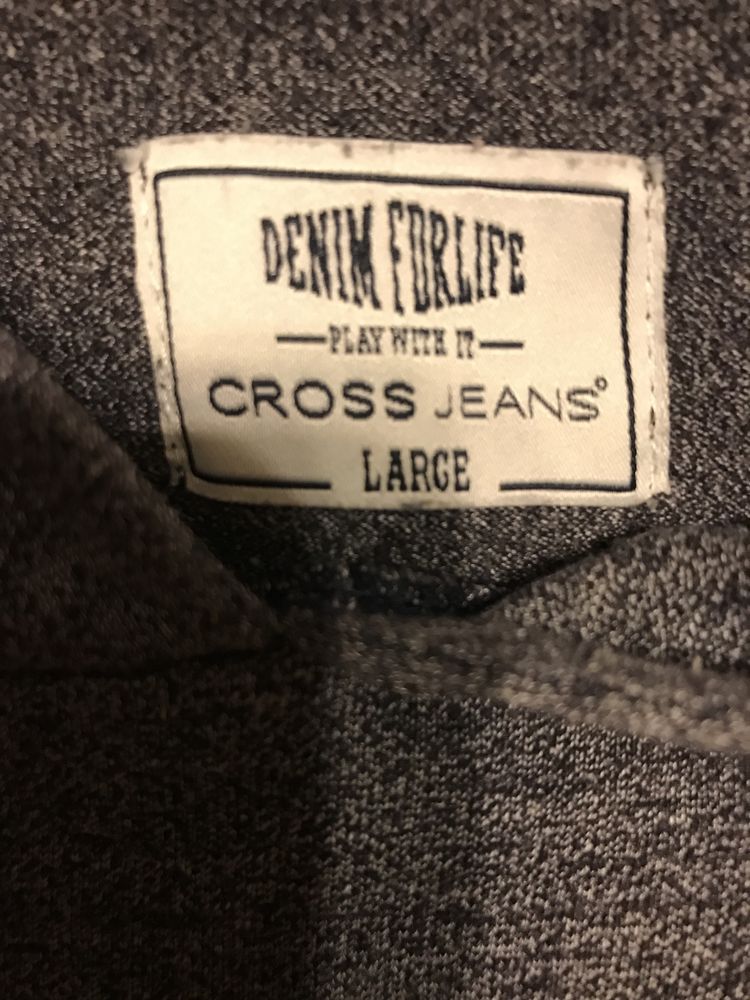 DENIM FORLIFE
PLAY WITH IT
CROSS JEANS°
LARGE